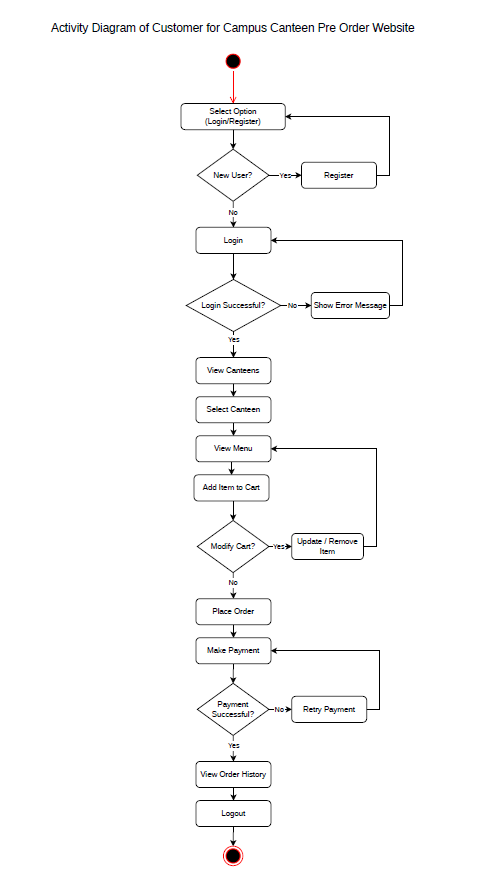 Activity Diagram of Customer for Campus Canteen Pre Order Website
Select Option
(Login/Register)
New User?
Yes
Register
No
Login
Login Successful?
No
Show Error Message
Yes
View Canteens
Select Canteen
View Menu
Add Item to Cart
Modify Cart?
Yes
Update / Remove
Item
No
Place Order
Make Payment
Payment
Successful?
No
Retry Payment
Yes
View Order History
Logout